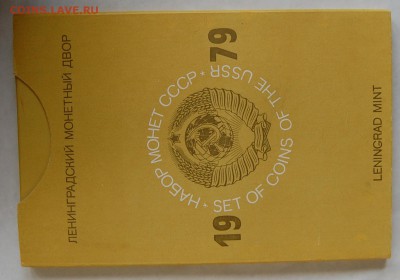 COINS.LAVE.RU
ЛЕНИНГРАДСКИЙ МОНЕТНЫЙ ДВОР
НАБОР МОНЕТ СССР • SET OF COINS OF THE USSR •
19 79
LENINGRAD MINT